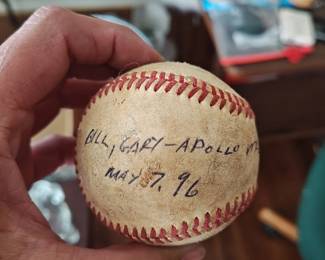 BILL, GARY - APOLLO
MAY 7, 96